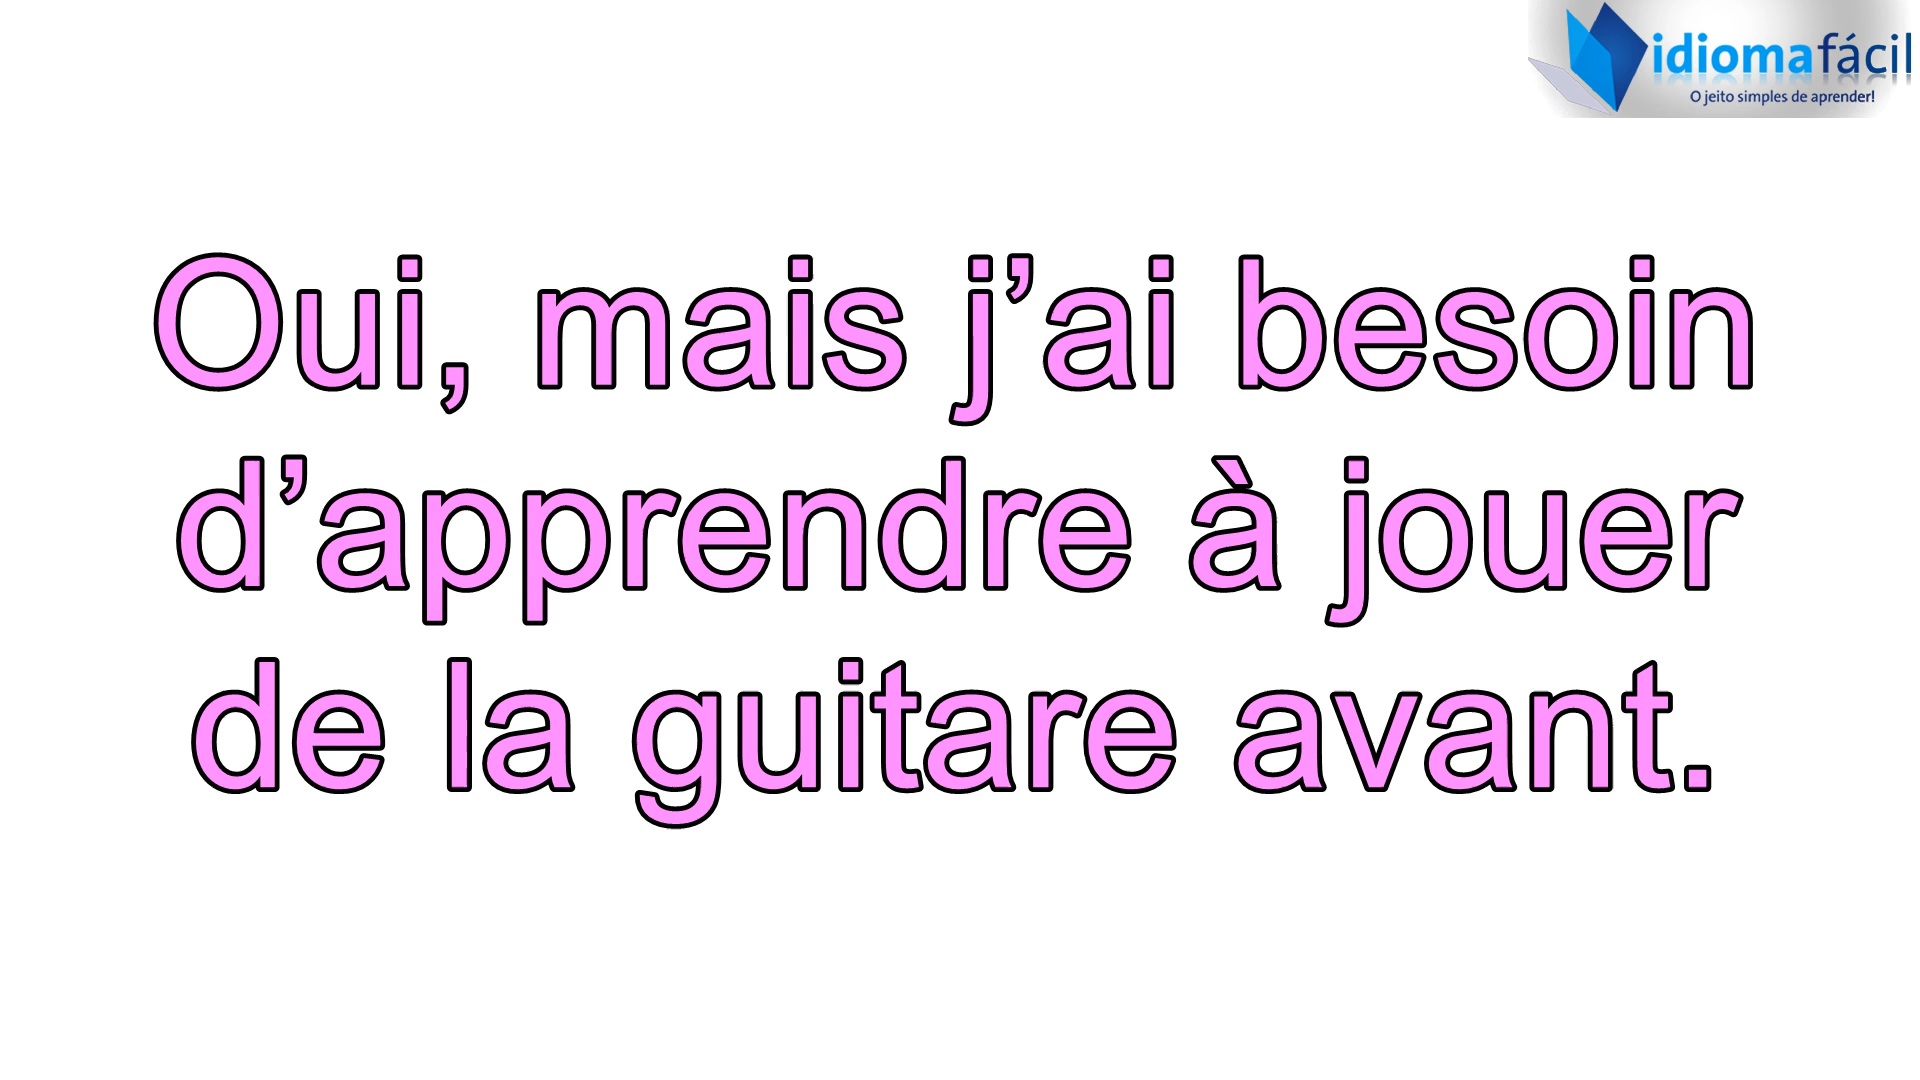 idiomafácil
O jeito simples de aprender!
Oui, mais j’ai besoin
d’apprendre à jouer
de la guitare avant.